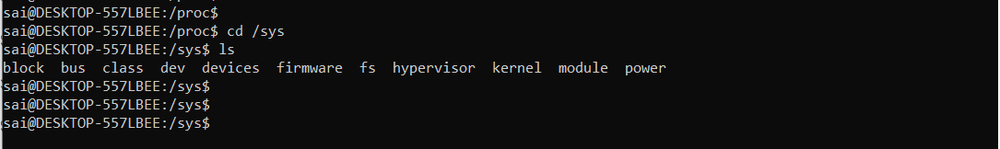 sai@DESKTOP-557LBEE:/proc$
sai@DESKTOP-557LBEE:/proc$ cd /sys
sai@DESKTOP-557LBEE:/sys$ ls
block  bus  class  dev  devices  firmware  fs  hypervisor  kernel  module  power
sai@DESKTOP-557LBEE:/sys$
sai@DESKTOP-557LBEE:/sys$
sai@DESKTOP-557LBEE:/sys$